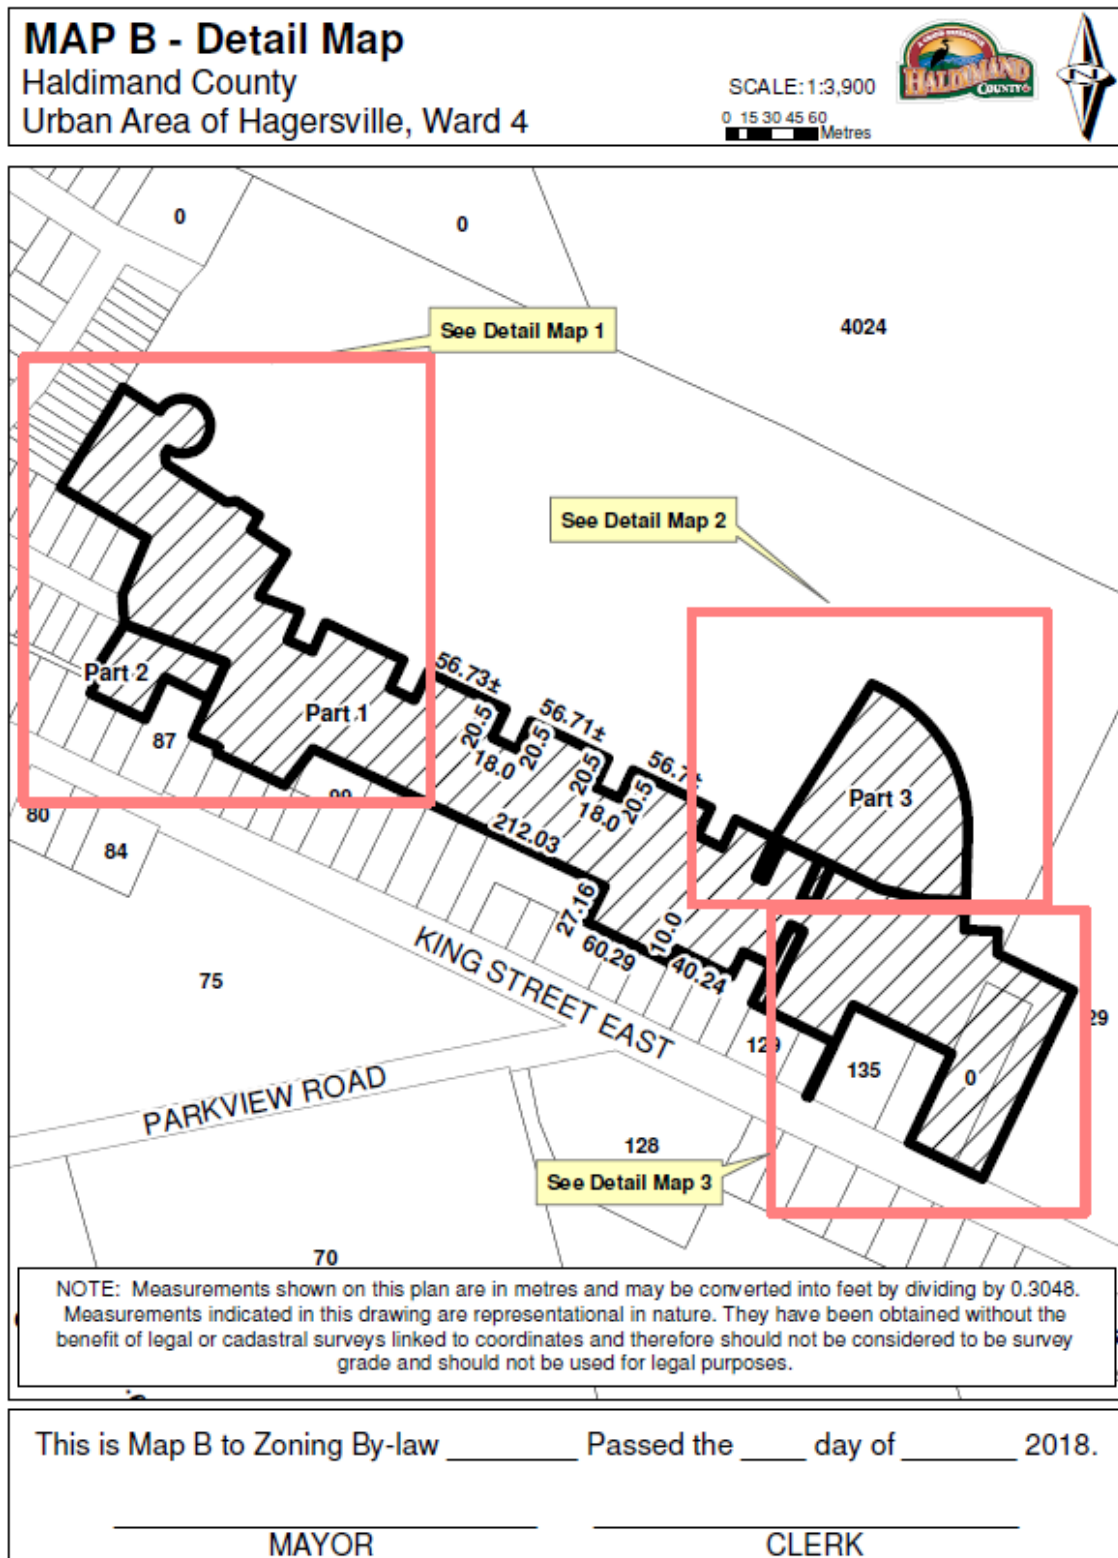 MAP B - Detail Map
Haldimand County
Urban Area of Hagersville, Ward 4
SCALE:1:3,900
0 15 30 45 60
Metres
HALDIMAND
COUNTY
N
0
0
4024
See Detail Map 1
See Detail Map 2
Part 2
Part 1
87
99
80
84
56.73±
20.5
18.0
20.5
56.71±
20.5
18.0
20.5
56.7±
212.03
27.16
60.29
10.0
40.24
Part 3
KING STREET EAST
75
PARKVIEW ROAD
129
135
0
29
128
See Detail Map 3
70
NOTE: Measurements shown on this plan are in metres and may be converted into feet by dividing by 0.3048.
Measurements indicated in this drawing are representational in nature. They have been obtained without the
benefit of legal or cadastral surveys linked to coordinates and therefore should not be considered to be survey
grade and should not be used for legal purposes.
This is Map B to Zoning By-law ________ Passed the ____ day of _______ 2018.
MAYOR
CLERK